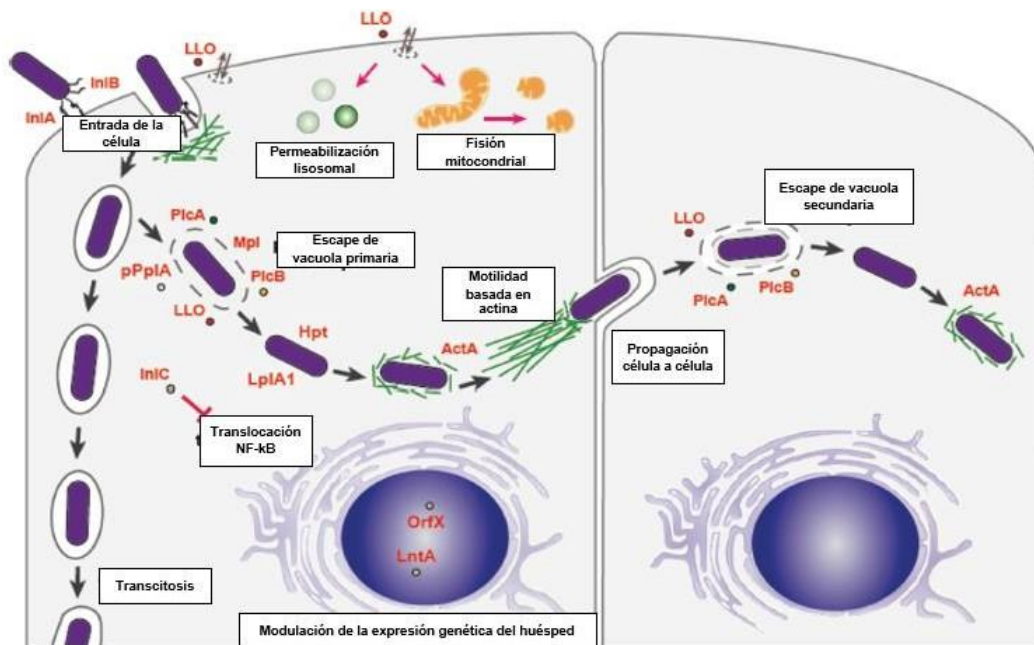 LLO
LLO
InlB
InlA
Entrada de la
célula
Permeabilización
lisosomal
Fisión
mitocondrial
PlcA
Mpl
Escape de
vacuola primaria
pPplA
PlcB
LLO
Hpt
LplA1
ActA
Motilidad
basada en
actina
Propagación
célula a célula
Escape de vacuola
secundaria
LLO
PlcA
PlcB
ActA
InlC
Translocación
NF-kB
OrfX
LntA
Transcitosis
Modulación de la expresión genética del huésped